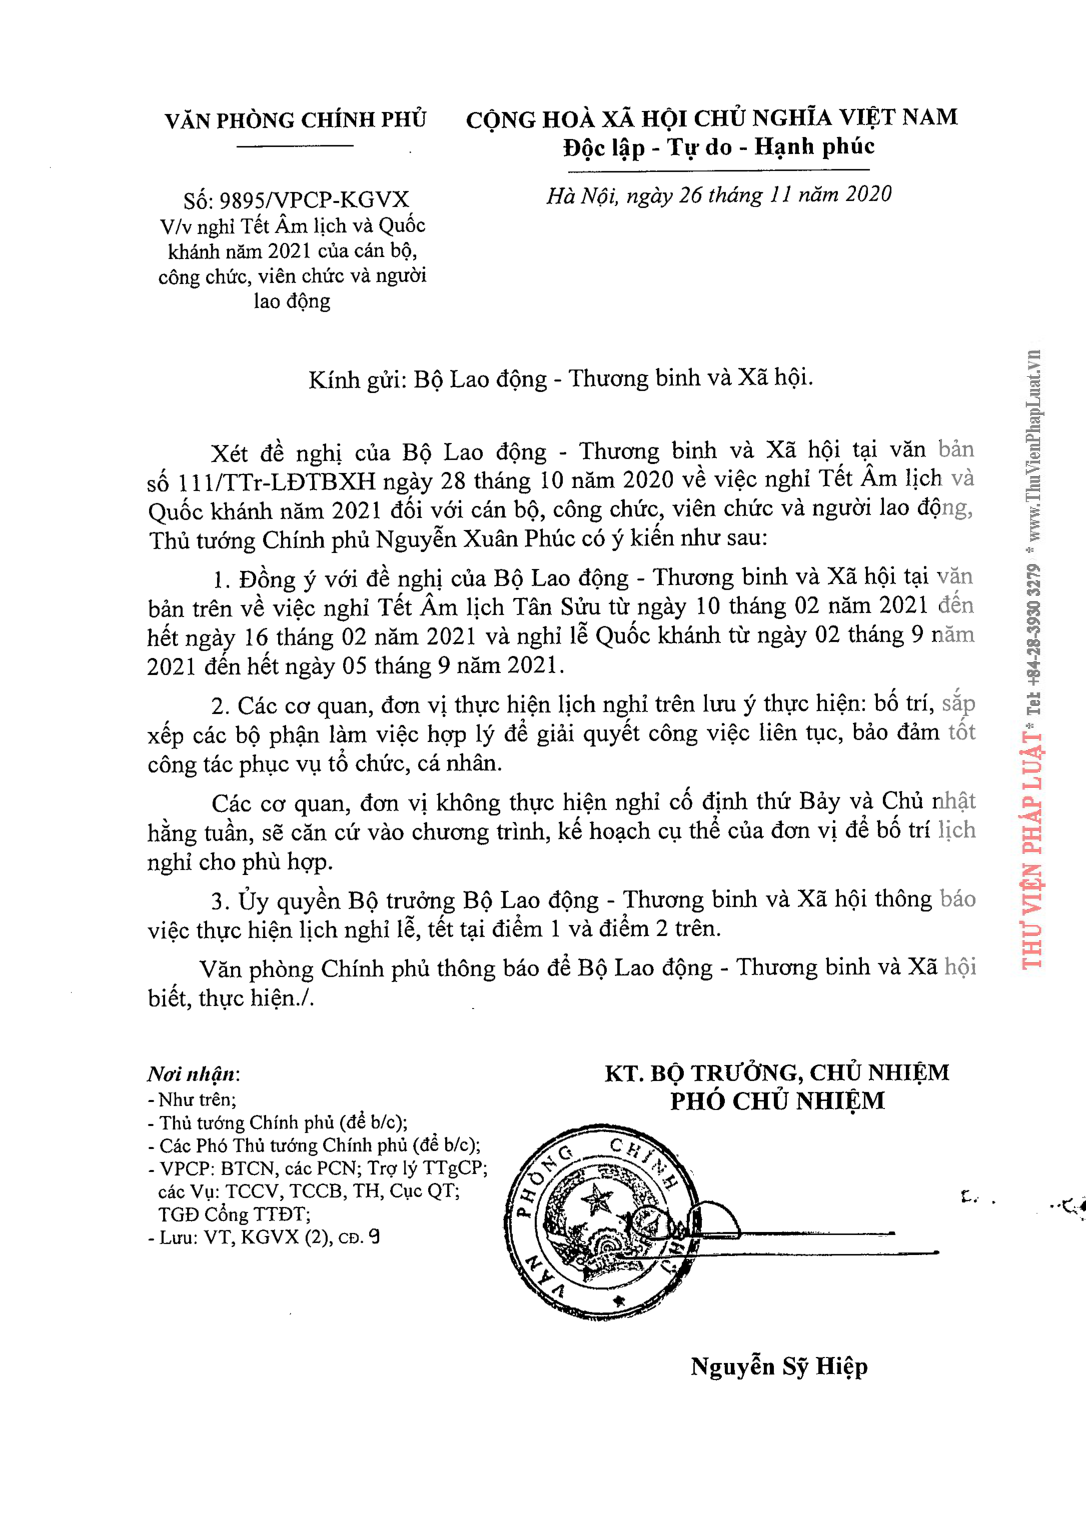 VĂN PHÒNG CHÍNH PHỦ
CỘNG HOÀ XÃ HỘI CHỦ NGHĨA VIỆT NAM
Độc lập - Tự do - Hạnh phúc
Số: 9895/VPCP-KGVX
V/v nghỉ Tết Âm lịch và Quốc
khánh năm 2021 của cán bộ,
công chức, viên chức và người
lao động
Hà Nội, ngày 26 tháng 11 năm 2020
Kính gửi: Bộ Lao động - Thương binh và Xã hội.
Xét đề nghị của Bộ Lao động - Thương binh và Xã hội tại văn bản
số 111/TTr-LĐTBXH ngày 28 tháng 10 năm 2020 về việc nghỉ Tết Âm lịch và
Quốc khánh năm 2021 đối với cán bộ, công chức, viên chức và người lao động,
Thủ tướng Chính phủ Nguyễn Xuân Phúc có ý kiến như sau:
1. Đồng ý với đề nghị của Bộ Lao động - Thương binh và Xã hội tại văn
bản trên về việc nghỉ Tết Âm lịch Tân Sửu từ ngày 10 tháng 02 năm 2021 đến
hết ngày 16 tháng 02 năm 2021 và nghỉ lễ Quốc khánh từ ngày 02 tháng 9 năm
2021 đến hết ngày 05 tháng 9 năm 2021.
2. Các cơ quan, đơn vị thực hiện lịch nghỉ trên lưu ý thực hiện: bố trí, sắp
xếp các bộ phận làm việc hợp lý để giải quyết công việc liên tục, bảo đảm tốt
công tác phục vụ tổ chức, cá nhân.
Các cơ quan, đơn vị không thực hiện nghỉ cố định thứ Bảy và Chủ nhật
hằng tuần, sẽ căn cứ vào chương trình, kế hoạch cụ thể của đơn vị để bố trí lịch
nghỉ cho phù hợp.
3. Ủy quyền Bộ trưởng Bộ Lao động - Thương binh và Xã hội thông báo
việc thực hiện lịch nghỉ lễ, tết tại điểm 1 và điểm 2 trên.
Văn phòng Chính phủ thông báo để Bộ Lao động - Thương binh và Xã hội
biết, thực hiện./.
Nơi nhận:
- Như trên;
- Thủ tướng Chính phủ (để b/c);
- Các Phó Thủ tướng Chính phủ (để b/c);
- VPCP: BTCN, các PCN; Trợ lý TTgCP;
các Vụ: TCCV, TCCB, TH, Cục QT;
TGĐ Cổng TTĐT;
- Lưu: VT, KGVX (2), CĐ. 9
KT. BỘ TRƯỞNG, CHỦ NHIỆM
PHÓ CHỦ NHIỆM
VĂN PHÒNG CHÍNH PHỦ
Nguyễn Sỹ Hiệp
THƯ VIỆN PHÁP LUẬT * Tel: +84-28-3930 3279 * www.ThuVienPhapLuat.vn